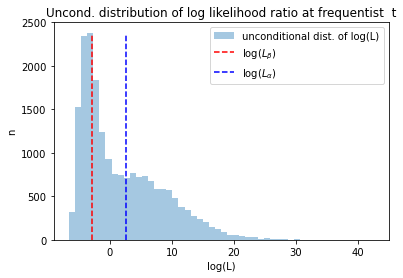 Uncond. distribution of log likelihood ratio at frequentist t
unconditional dist. of log(L)
log(L_β)
log(L_α)
2500
2000
1500
1000
500
0
n
0 10 20 30 40
log(L)